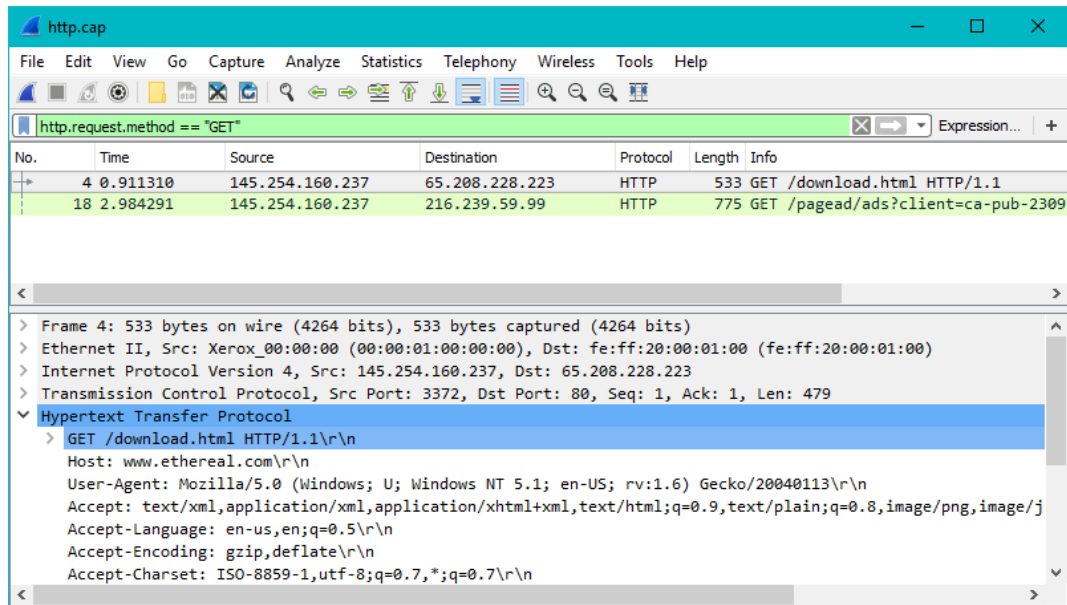 http.cap
File Edit View Go Capture Analyze Statistics Telephony Wireless Tools Help
http.request.method == "GET" Expression... +
No. Time Source Destination Protocol Length Info
4 0.911310 145.254.160.237 65.208.228.223 HTTP 533 GET /download.html HTTP/1.1
18 2.984291 145.254.160.237 216.239.59.99 HTTP 775 GET /pagead/ads?client=ca-pub-2309
> Frame 4: 533 bytes on wire (4264 bits), 533 bytes captured (4264 bits)
> Ethernet II, Src: Xerox_00:00:00 (00:00:01:00:00:00), Dst: fe:ff:20:00:01:00 (fe:ff:20:00:01:00)
> Internet Protocol Version 4, Src: 145.254.160.237, Dst: 65.208.228.223
> Transmission Control Protocol, Src Port: 3372, Dst Port: 80, Seq: 1, Ack: 1, Len: 479
Hypertext Transfer Protocol
> GET /download.html HTTP/1.1\r\n
Host: www.ethereal.com\r\n
User-Agent: Mozilla/5.0 (Windows; U; Windows NT 5.1; en-US; rv:1.6) Gecko/20040113\r\n
Accept: text/xml,application/xml,application/xhtml+xml,text/html;q=0.9,text/plain;q=0.8,image/png,image/j
Accept-Language: en-us,en;q=0.5\r\n
Accept-Encoding: gzip,deflate\r\n
Accept-Charset: ISO-8859-1,utf-8;q=0.7,*;q=0.7\r\n